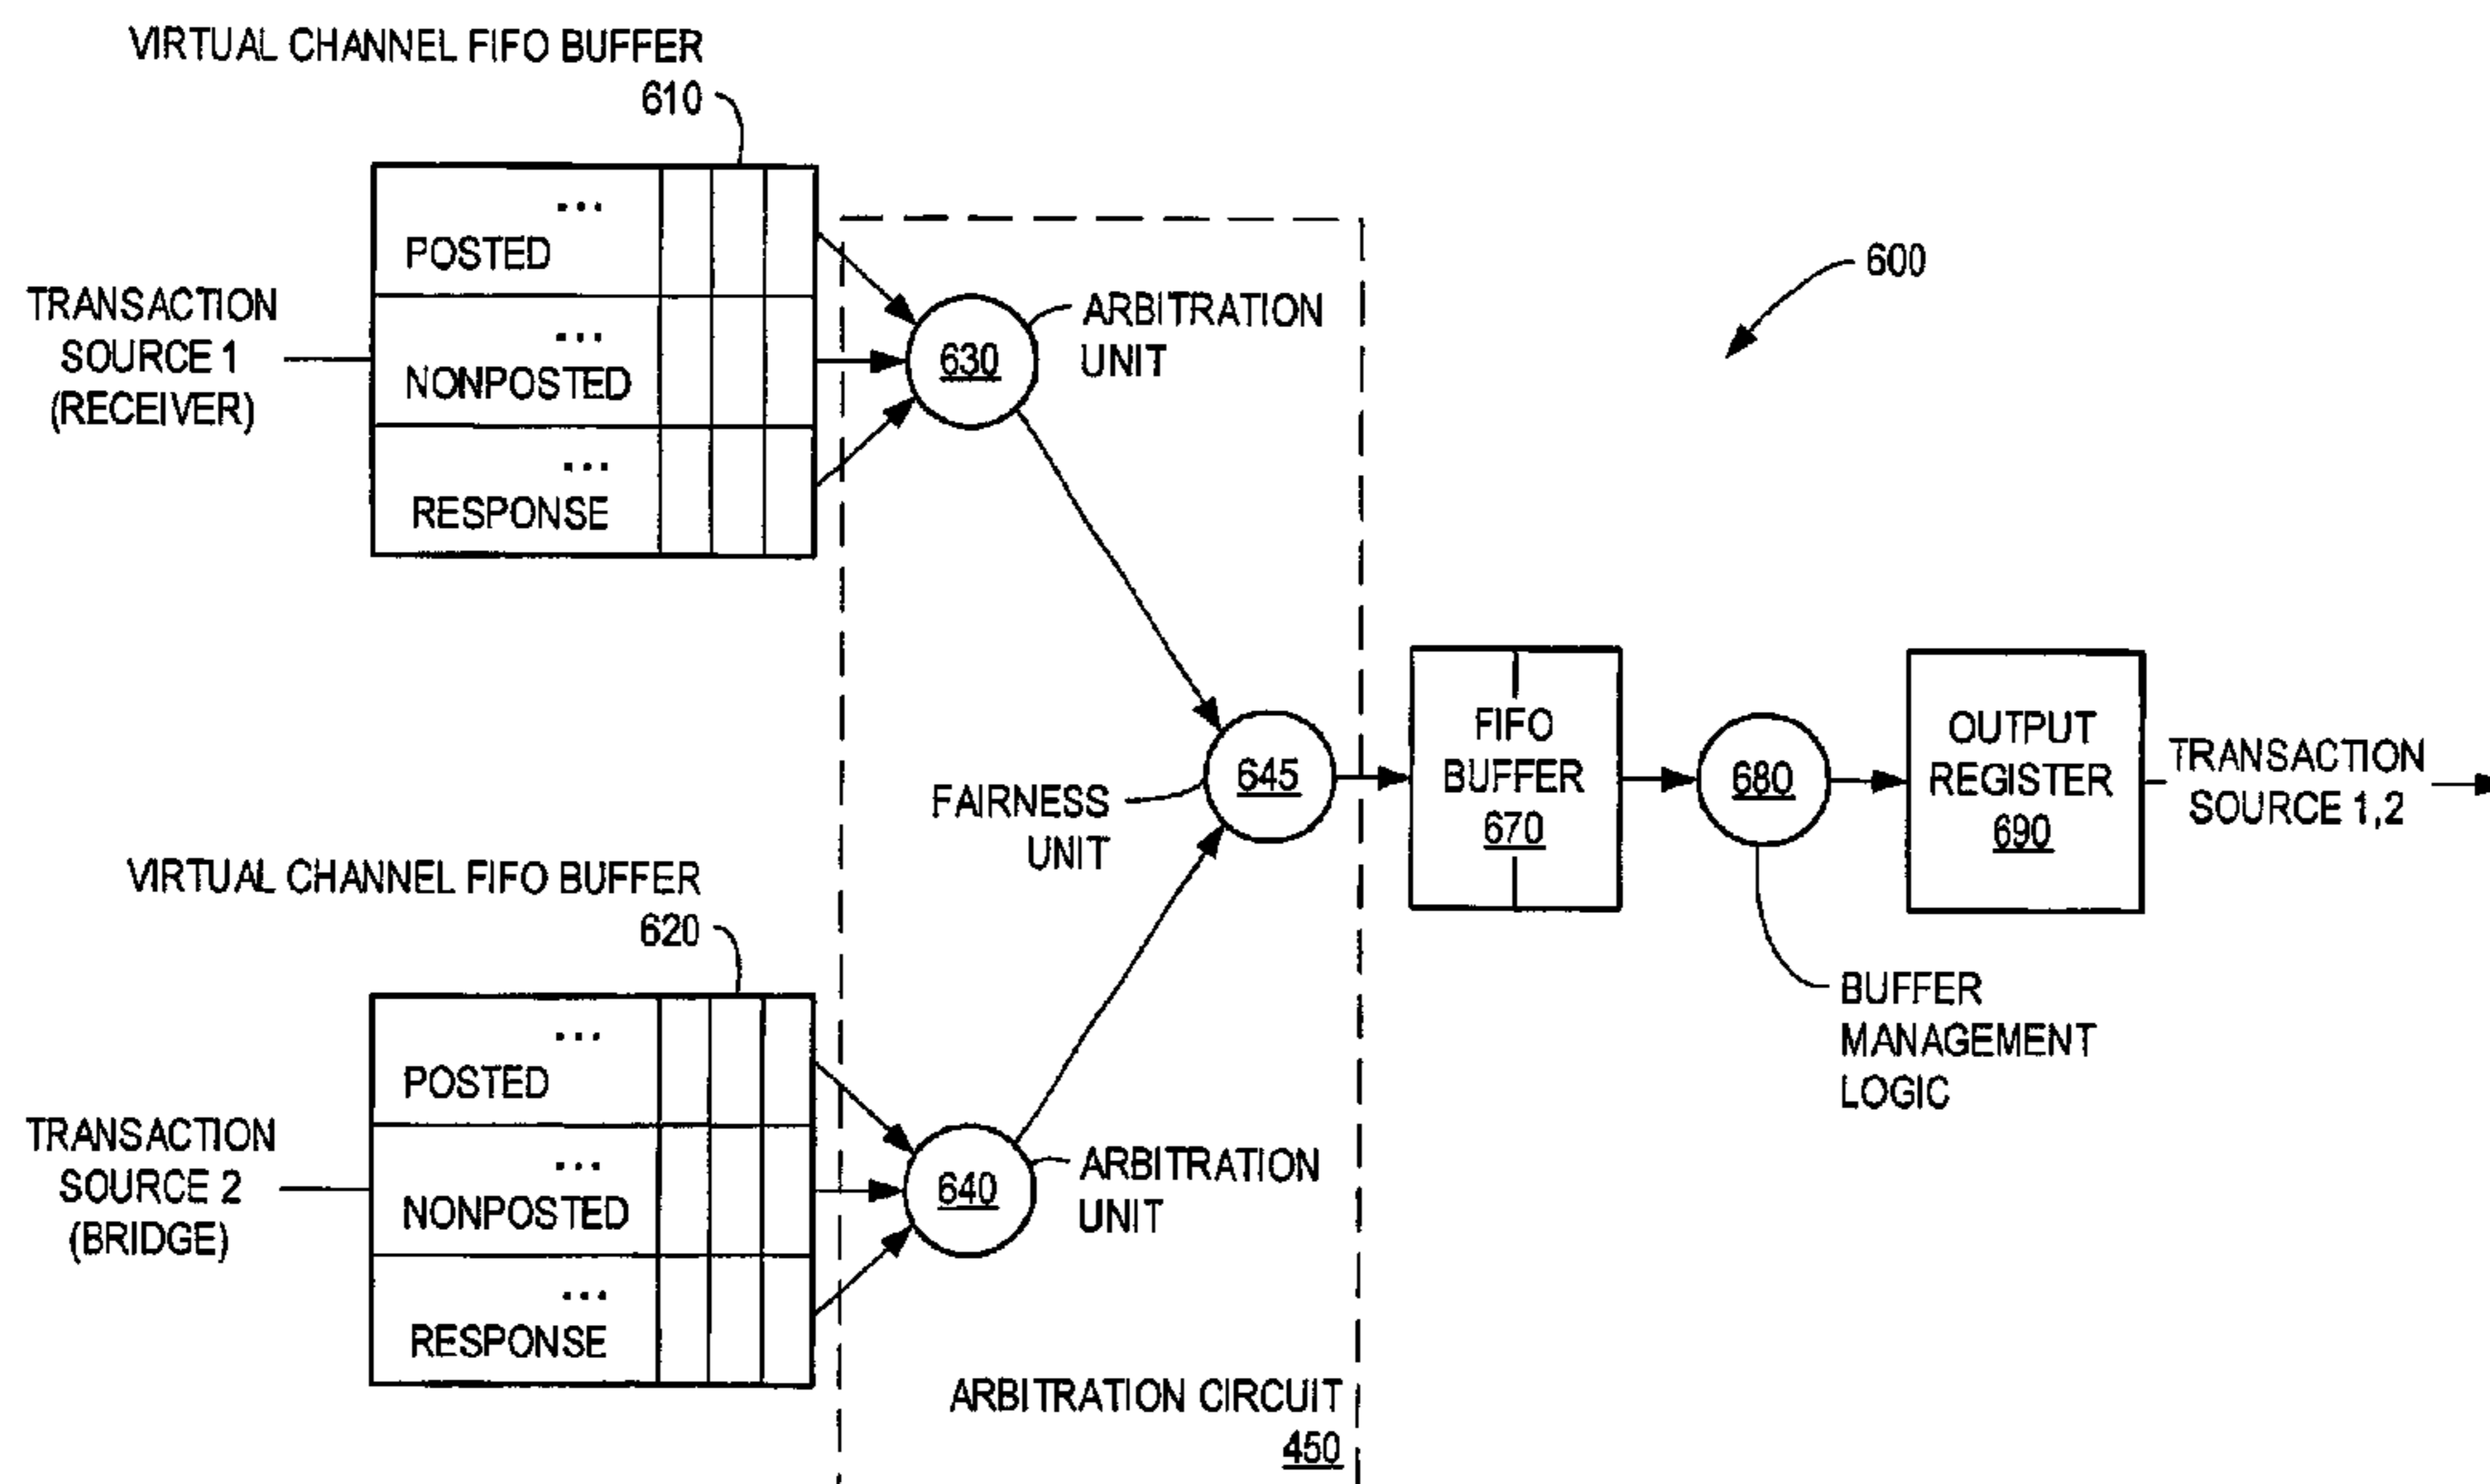 VIRTUAL CHANNEL FIFO BUFFER
610
...
POSTED
...
NONPOSTED
...
RESPONSE
TRANSACTION
SOURCE 1
(RECEIVER)
630
ARBITRATION
UNIT
600
FAIRNESS
UNIT
645
FIFO
BUFFER
670
680
OUTPUT
REGISTER
690
TRANSACTION
SOURCE 1,2
BUFFER
MANAGEMENT
LOGIC
VIRTUAL CHANNEL FIFO BUFFER
620
...
POSTED
...
NONPOSTED
...
RESPONSE
TRANSACTION
SOURCE 2
(BRIDGE)
640
ARBITRATION
UNIT
ARBITRATION CIRCUIT
450